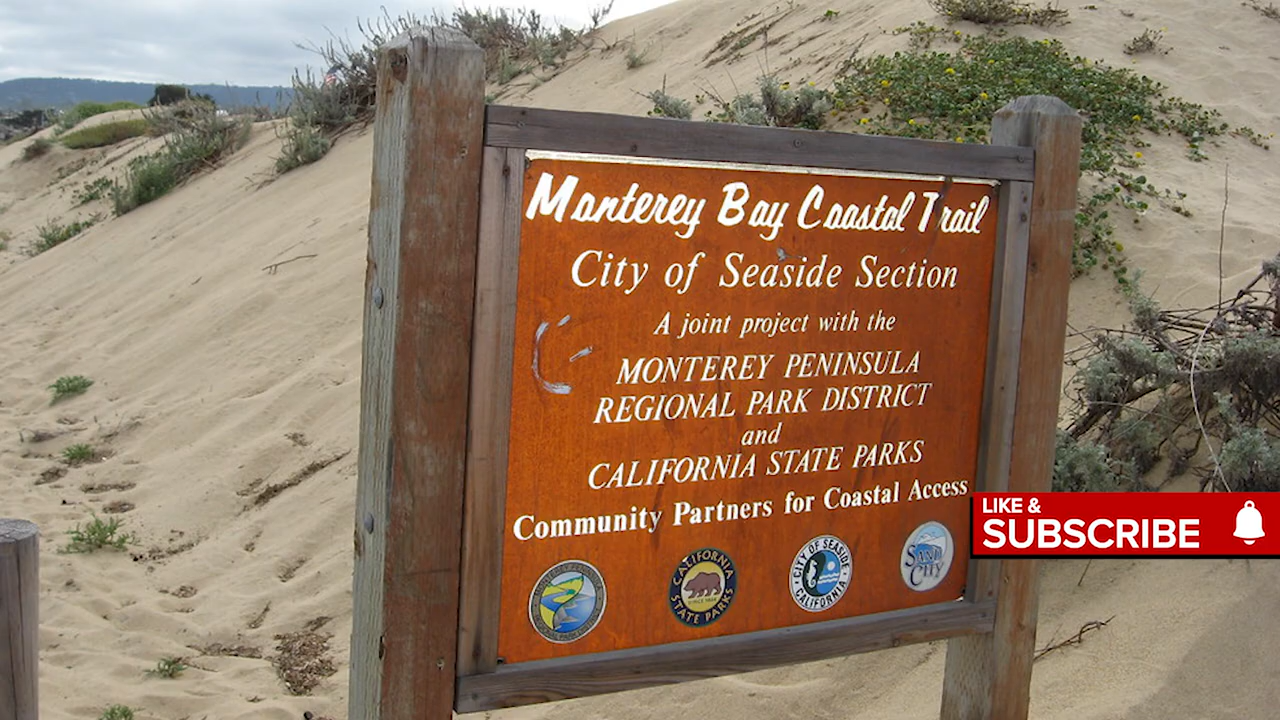 Monterey Bay Coastal Trail
City of Seaside Section
A joint project with the
MONTEREY PENINSULA
REGIONAL PARK DISTRICT
and
CALIFORNIA STATE PARKS
Community Partners for Coastal Access
CALIFORNIA
STATE PARKS
CITY OF SEASIDE
CALIFORNIA
SAND
CITY
LIKE &
SUBSCRIBE